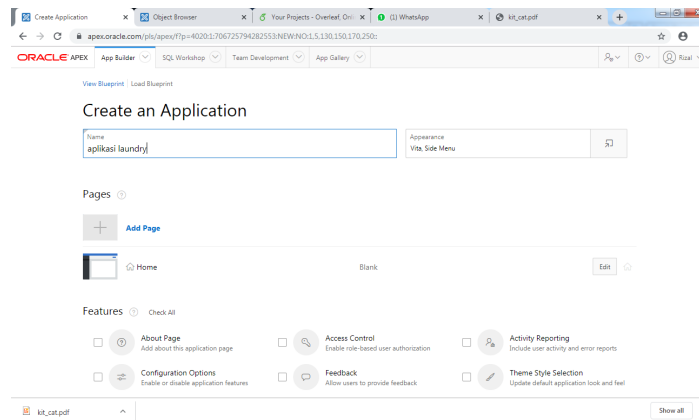 Create Application
Object Browser
Your Projects - Overleaf, Onli
(1) WhatsApp
kit_cat.pdf
apex.oracle.com/pls/apex/f?p=4020:1:706725794282553:NEW:NO:1,5,130,150,170,250:
ORACLE APEX App Builder SQL Workshop Team Development App Gallery Rizal
View Blueprint Load Blueprint
Create an Application
Name
aplikasi laundry
Appearance
Vita, Side Menu
Pages
Add Page
Home Blank Edit
Features Check All
About Page
Add about this application page
Access Control
Enable role-based user authorization
Activity Reporting
Include user activity and error reports
Configuration Options
Enable or disable application features
Feedback
Allow users to provide feedback
Theme Style Selection
Update default application look and feel
kit_cat.pdf Show all